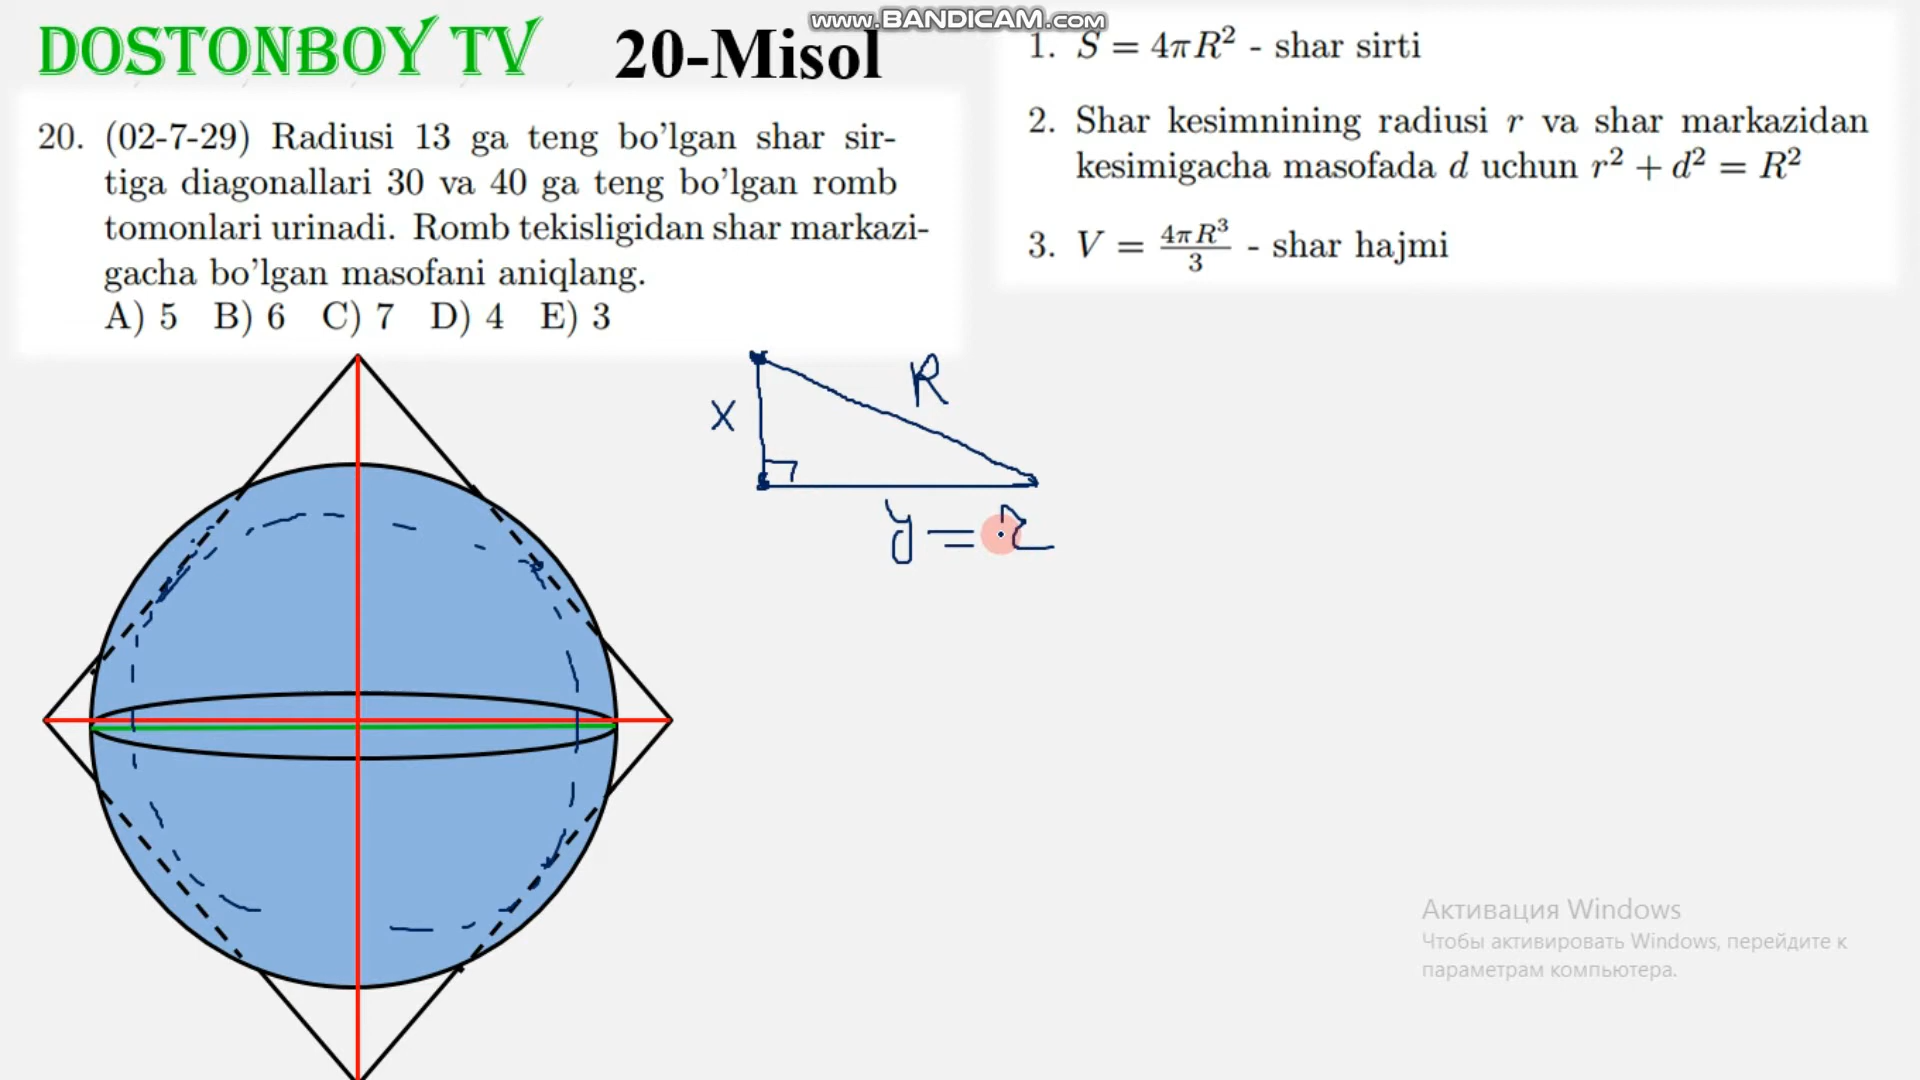 www.BANDICAM.com
DOSTONBOY TV
20-Misol
20. (02-7-29) Radiusi 13 ga teng bo'lgan shar sir-
tiga diagonallari 30 va 40 ga teng bo'lgan romb
tomonlari urinadi. Romb tekisligidan shar markazi-
gacha bo'lgan masofani aniqlang.
A) 5 B) 6 C) 7 D) 4 E) 3
1. S = 4πR² - shar sirti
2. Shar kesimnining radiusi r va shar markazidan
kesimigacha masofada d uchun r² + d² = R²
3. V = 4πR³/3 - shar hajmi
R
x
y = r
Активация Windows
Чтобы активировать Windows, перейдите к
параметрам компьютера.